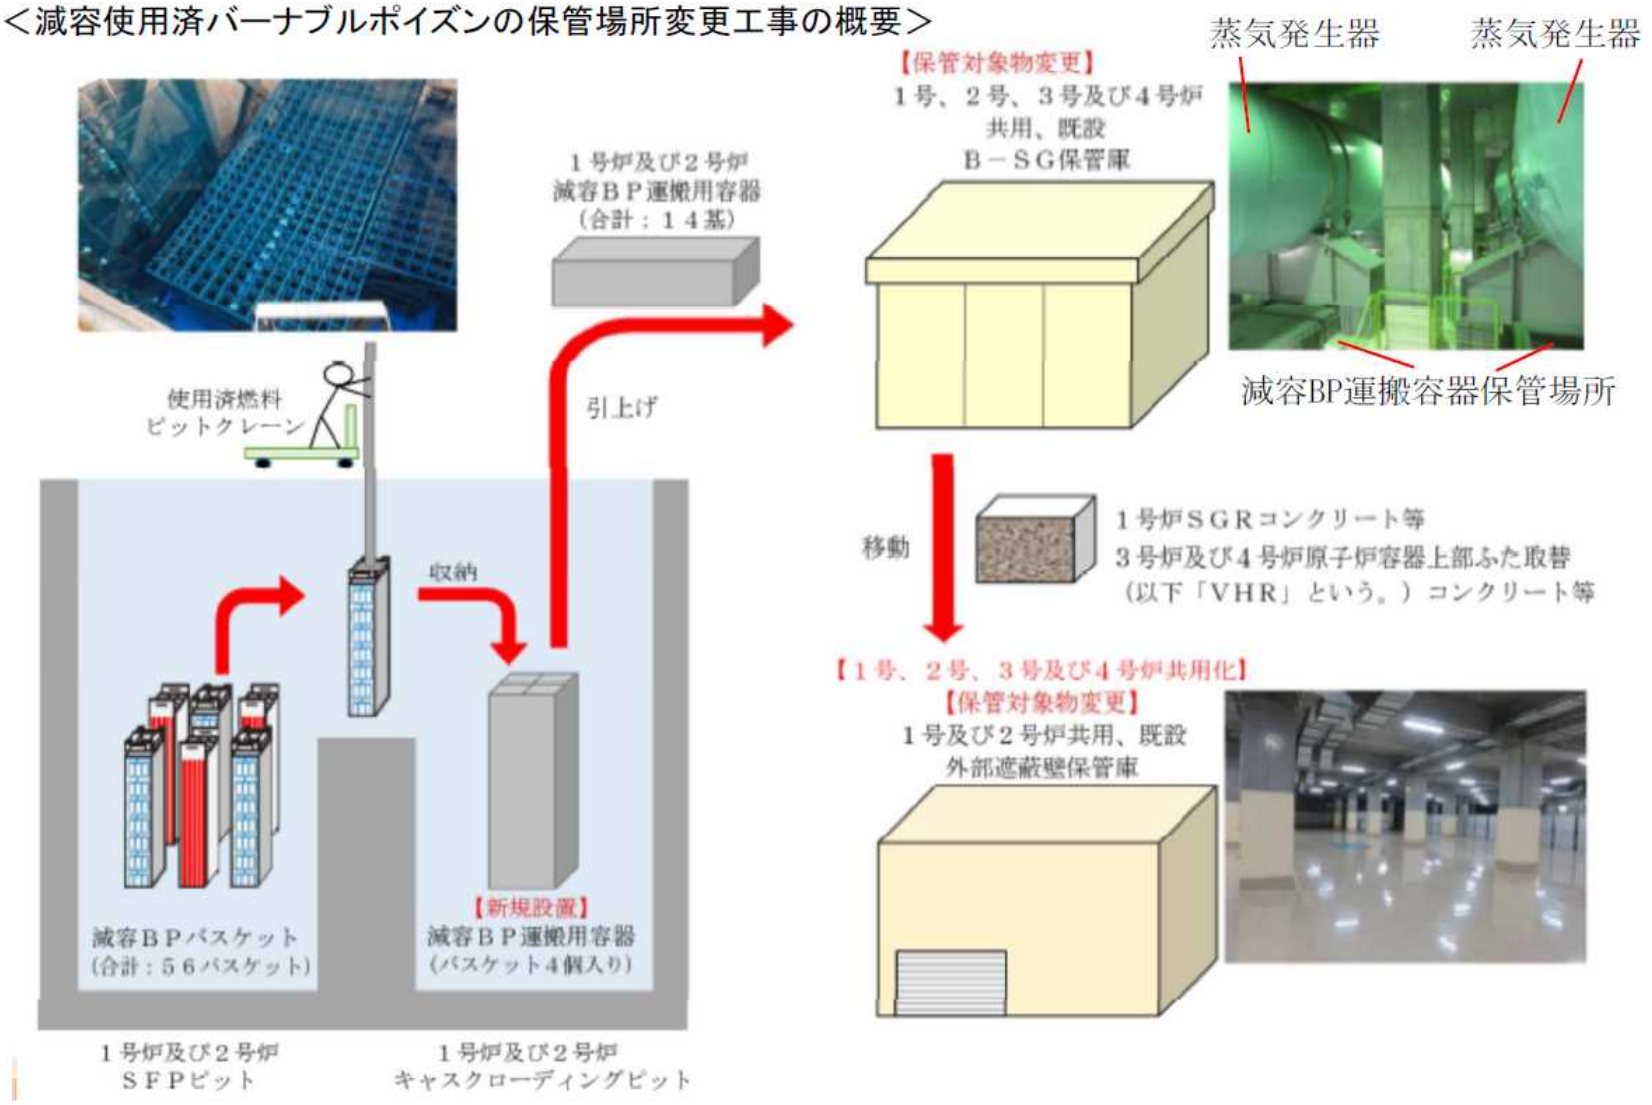 ＜減容使用済バーナブルポイズンの保管場所変更工事の概要＞
蒸気発生器
蒸気発生器
【保管対象物変更】
1号、2号、3号及び4号炉
共用、既設
B－SG保管庫
1号炉及び2号炉
減容BP運搬用容器
(合計：14基)
減容BP運搬容器保管場所
使用済燃料
ピットクレーン
引上げ
収納
移動
1号炉SGRコンクリート等
3号炉及び4号炉原子炉容器上部ふた取替
(以下「VHR」という。)コンクリート等
【1号、2号、3号及び4号炉共用化】
【保管対象物変更】
1号及び2号炉共用、既設
外部遮蔽壁保管庫
減容BPバスケット
(合計：56バスケット)
【新規設置】
減容BP運搬用容器
(バスケット4個入り)
1号炉及び2号炉
SFPピット
1号炉及び2号炉
キャスクローディングピット